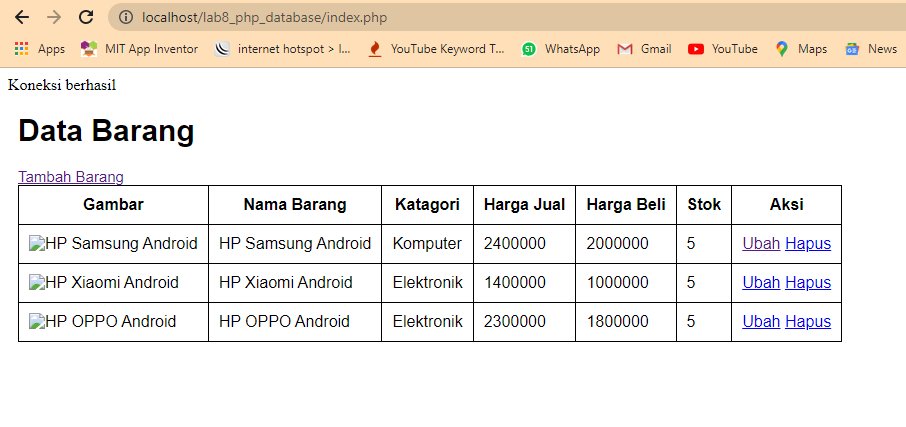 localhost/lab8_php_database/index.php
Apps MIT App Inventor internet hotspot > I... YouTube Keyword T... WhatsApp Gmail YouTube Maps News
Koneksi berhasil
Data Barang
Tambah Barang
Gambar Nama Barang Katagori Harga Jual Harga Beli Stok Aksi
HP Samsung Android HP Samsung Android Komputer 2400000 2000000 5 Ubah Hapus
HP Xiaomi Android HP Xiaomi Android Elektronik 1400000 1000000 5 Ubah Hapus
HP OPPO Android HP OPPO Android Elektronik 2300000 1800000 5 Ubah Hapus